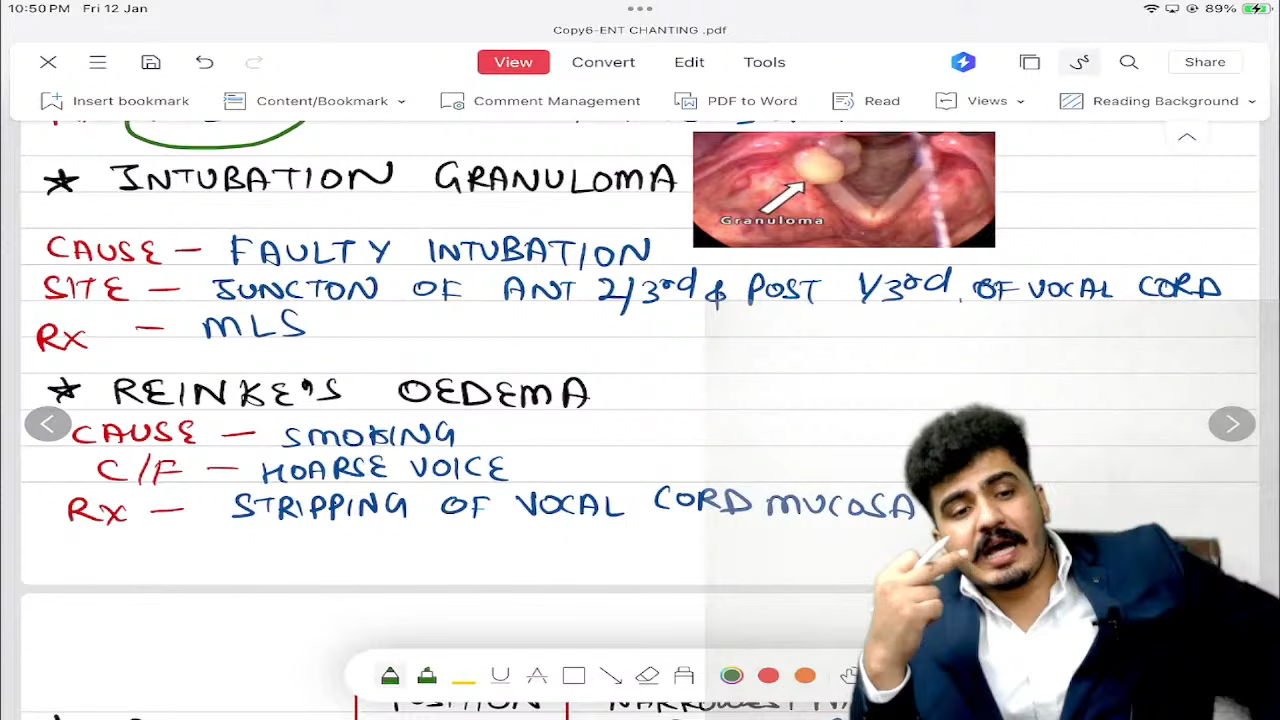 10:50 PM Fri 12 Jan
89%
Copy6-ENT CHANTING .pdf
View Convert Edit Tools Share
Insert bookmark Content/Bookmark Comment Management PDF to Word Read Views Reading Background
★ INTUBATION GRANULOMA
Granuloma
CAUSE - FAULTY INTUBATION
SITE - JUNCTON OF ANT 2/3rd & POST 1/3rd OF VOCAL CORD
Rx - MLS
★ REINKE'S OEDEMA
CAUSE - SMOKING
C/F - HOARSE VOICE
Rx - STRIPPING OF VOCAL CORD MUCOSA
POSITION